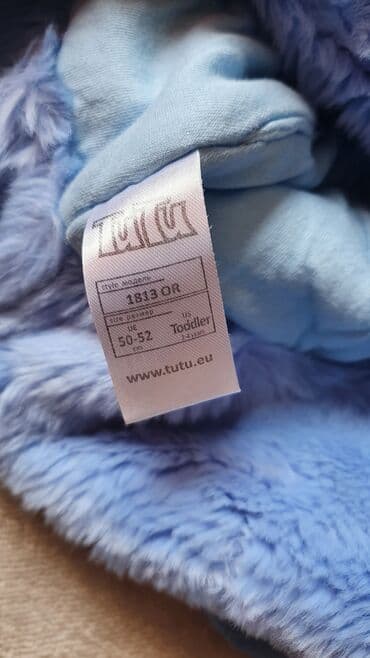 TUTU
style модель
1813 OR
size размер
UE US
50-52 Toddler
cm 2-4 years
www.tutu.eu